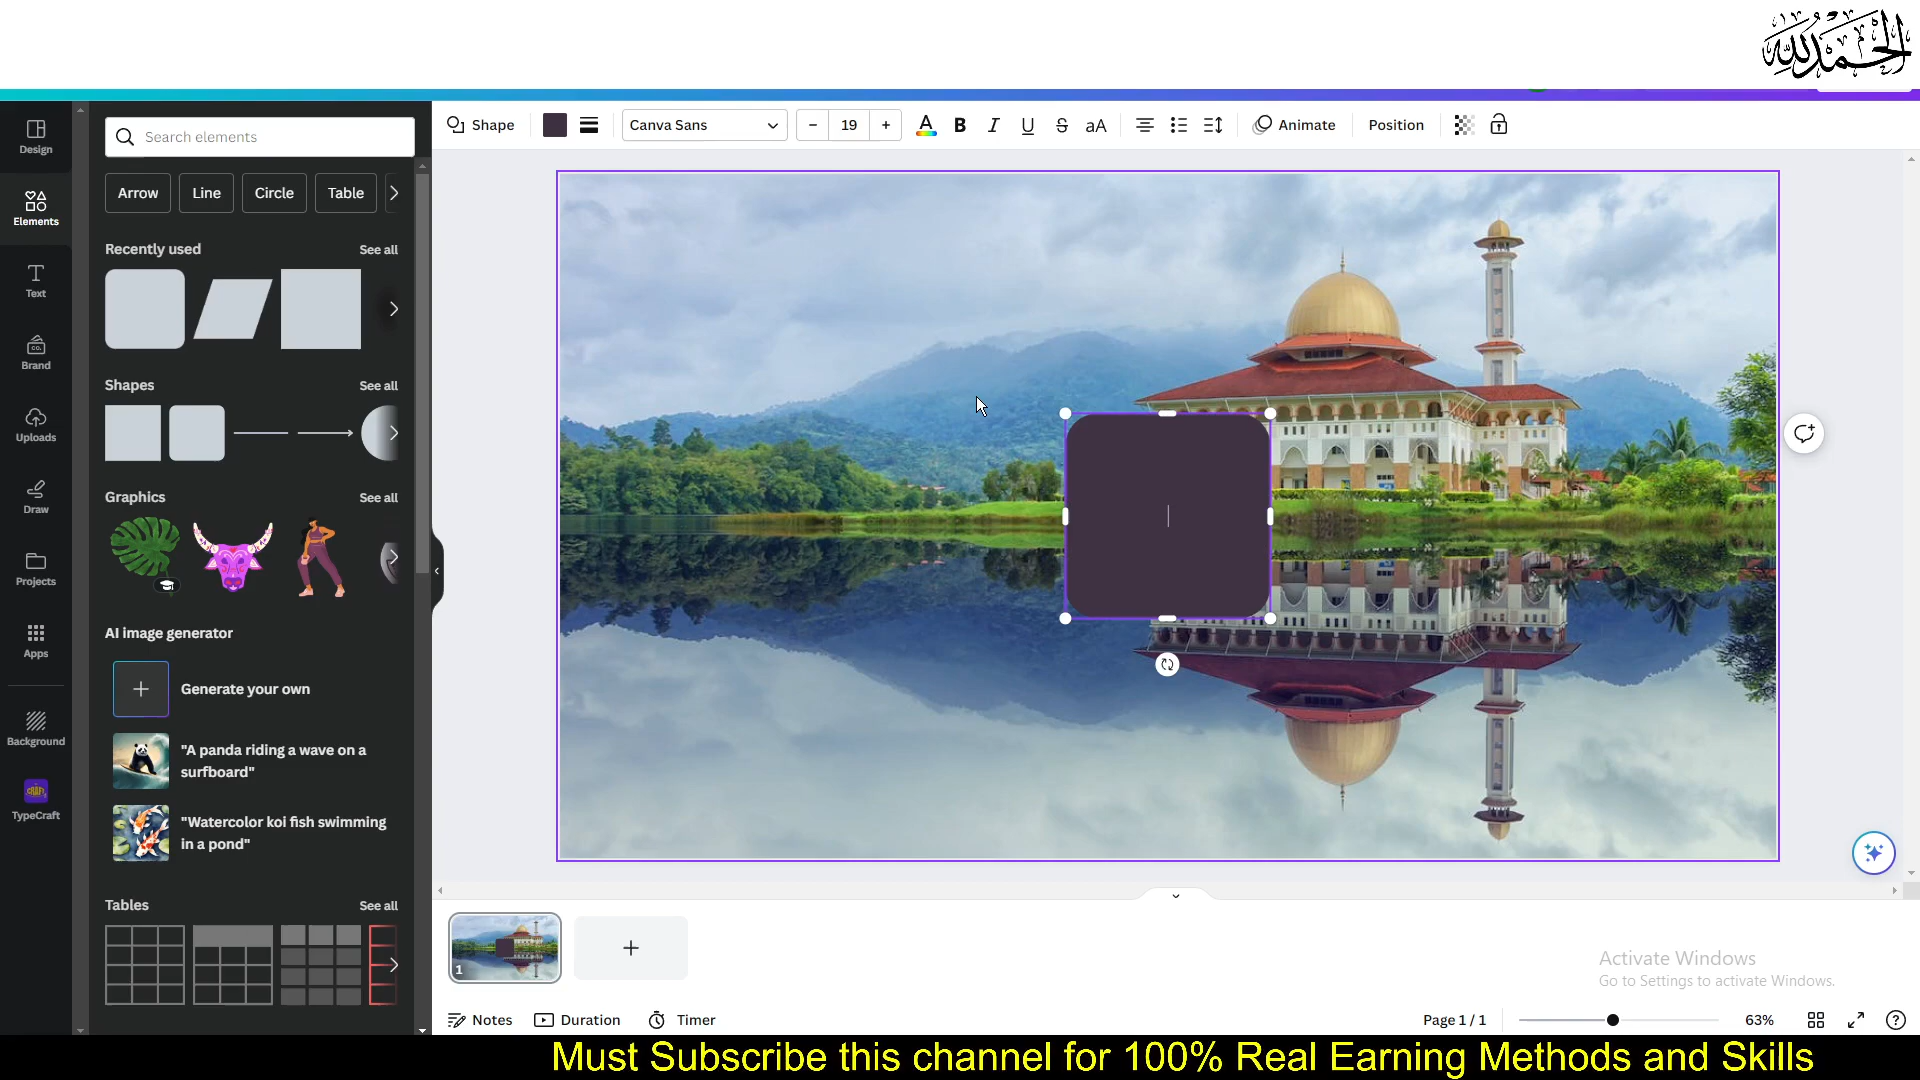 الحمد لله
Design
Elements
Text
Brand
Uploads
Draw
Projects
Apps
Background
TypeCraft
Search elements
Arrow
Line
Circle
Table
Recently used
See all
Shapes
See all
Graphics
See all
AI image generator
Generate your own
"A panda riding a wave on a
surfboard"
"Watercolor koi fish swimming
in a pond"
Tables
See all
Shape
Canva Sans
– 19 +
A B I U S aA
Animate
Position
1
Activate Windows
Go to Settings to activate Windows.
Notes
Duration
Timer
Page 1 / 1
63%
Must Subscribe this channel for 100% Real Earning Methods and Skills